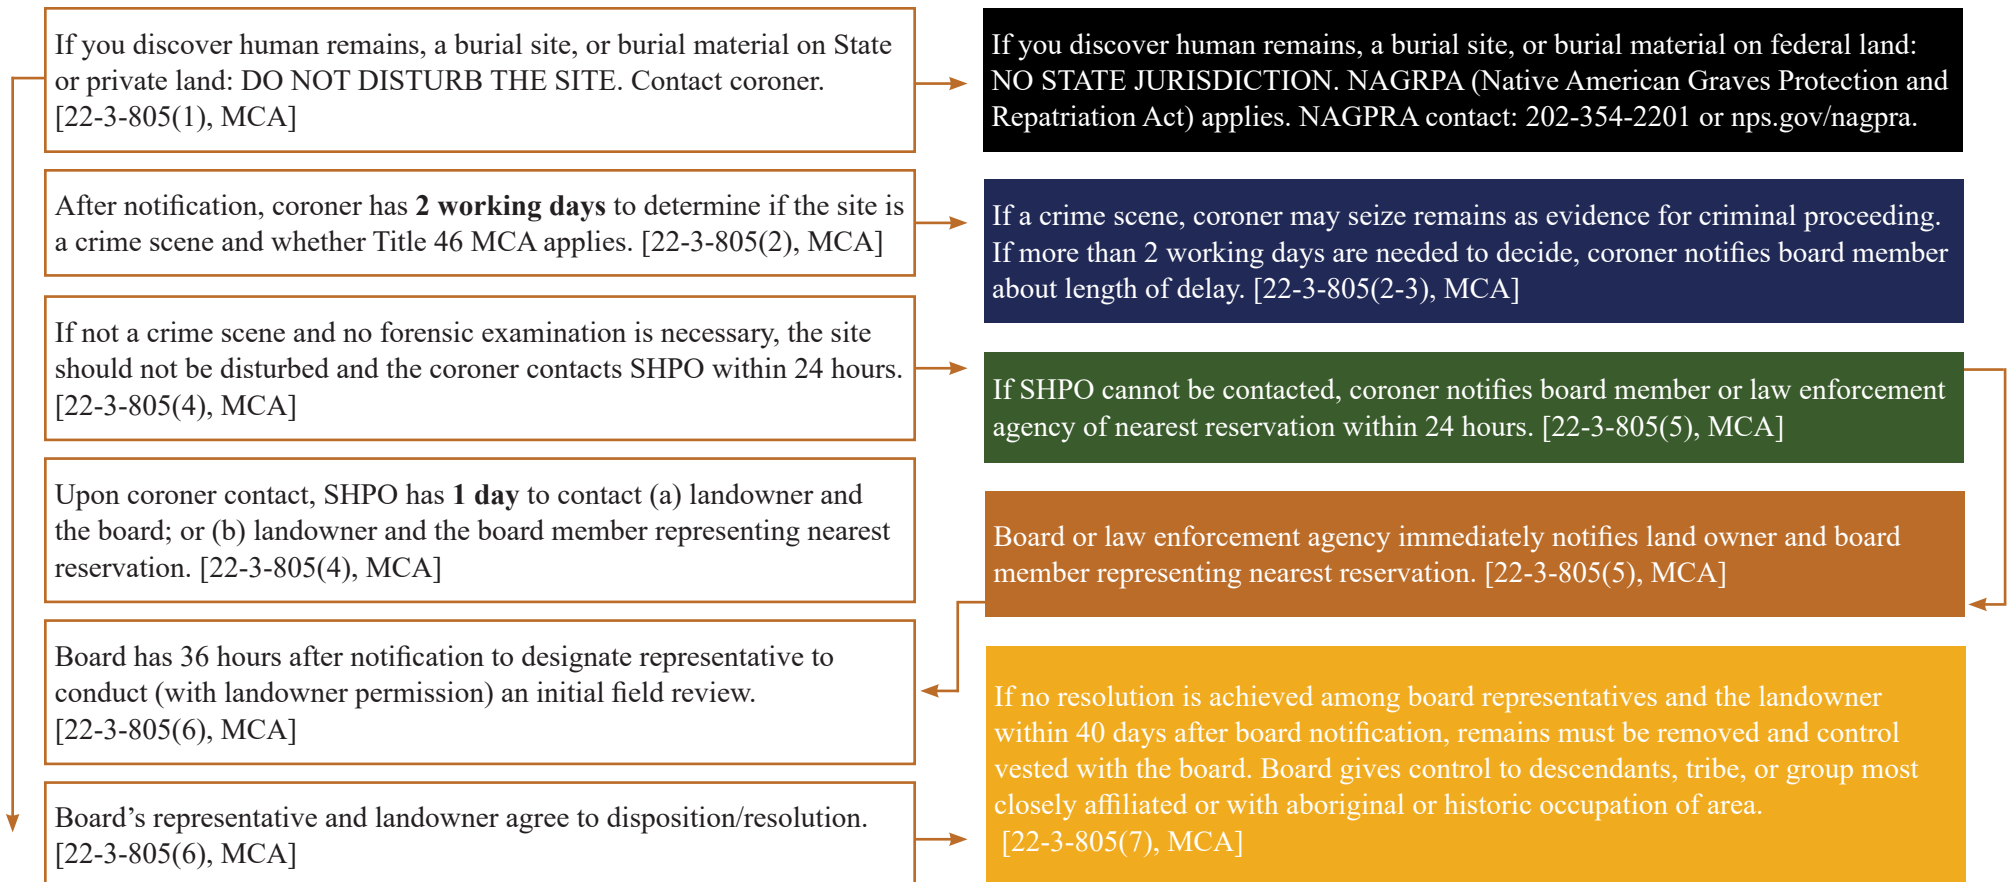 If you discover human remains, a burial site, or burial material on State
or private land: DO NOT DISTURB THE SITE. Contact coroner.
[22-3-805(1), MCA]
If you discover human remains, a burial site, or burial material on federal land:
NO STATE JURISDICTION. NAGRPA (Native American Graves Protection and
Repatriation Act) applies. NAGPRA contact: 202-354-2201 or nps.gov/nagpra.
After notification, coroner has 2 working days to determine if the site is
a crime scene and whether Title 46 MCA applies. [22-3-805(2), MCA]
If a crime scene, coroner may seize remains as evidence for criminal proceeding.
If more than 2 working days are needed to decide, coroner notifies board member
about length of delay. [22-3-805(2-3), MCA]
If not a crime scene and no forensic examination is necessary, the site
should not be disturbed and the coroner contacts SHPO within 24 hours.
[22-3-805(4), MCA]
If SHPO cannot be contacted, coroner notifies board member or law enforcement
agency of nearest reservation within 24 hours. [22-3-805(5), MCA]
Upon coroner contact, SHPO has 1 day to contact (a) landowner and
the board; or (b) landowner and the board member representing nearest
reservation. [22-3-805(4), MCA]
Board or law enforcement agency immediately notifies land owner and board
member representing nearest reservation. [22-3-805(5), MCA]
Board has 36 hours after notification to designate representative to
conduct (with landowner permission) an initial field review.
[22-3-805(6), MCA]
If no resolution is achieved among board representatives and the landowner
within 40 days after board notification, remains must be removed and control
vested with the board. Board gives control to descendants, tribe, or group most
closely affiliated or with aboriginal or historic occupation of area.
[22-3-805(7), MCA]
Board’s representative and landowner agree to disposition/resolution.
[22-3-805(6), MCA]